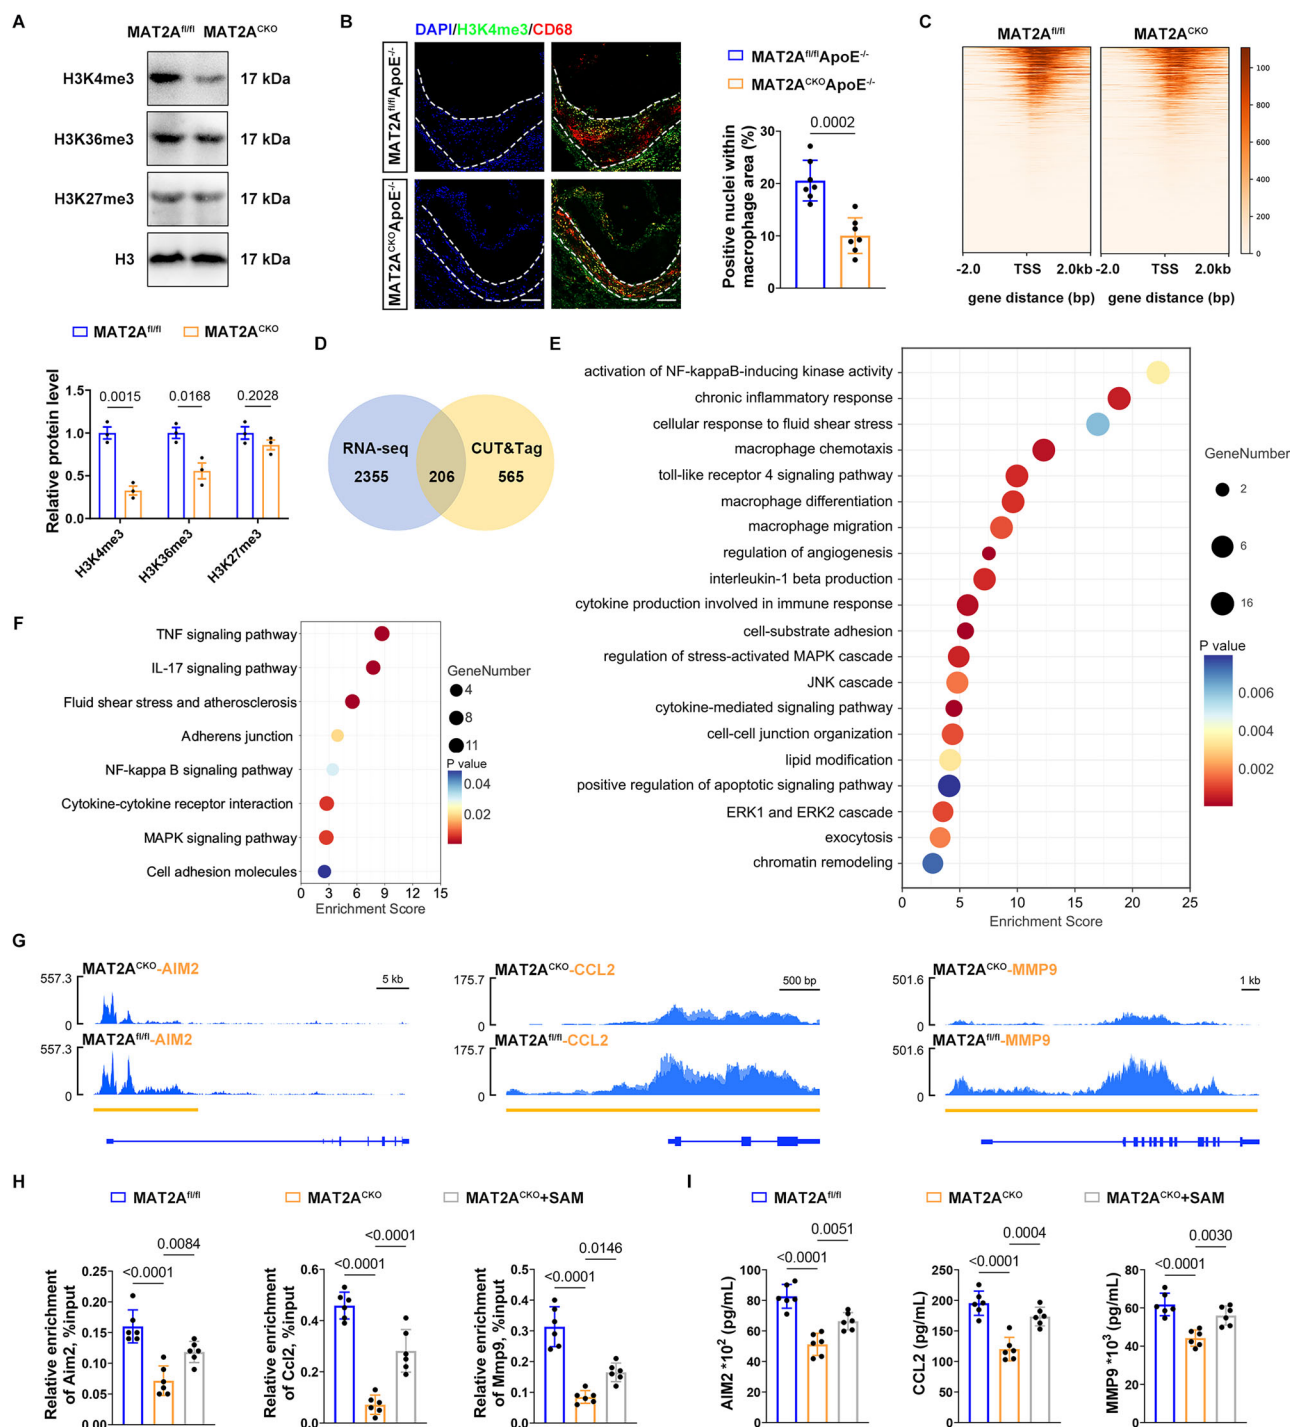 A
MAT2Afl/fl MAT2ACKO
H3K4me3 17 kDa
H3K36me3 17 kDa
H3K27me3 17 kDa
H3 17 kDa
MAT2Afl/fl MAT2ACKO
Relative protein level
1.5
1.0
0.5
0.0
0.0015 0.0168 0.2028
H3K4me3 H3K36me3 H3K27me3
B
DAPI/H3K4me3/CD68
MAT2Afl/flApoE-/-
MAT2ACKOApoE-/-
MAT2Afl/flApoE-/-
MAT2ACKOApoE-/-
0.0002
Positive nuclei within
macrophage area (%)
30
20
10
0
C
MAT2Afl/fl MAT2ACKO
100
800
600
400
200
0
-2.0 TSS 2.0kb -2.0 TSS 2.0kb
gene distance (bp) gene distance (bp)
D
RNA-seq CUT&Tag
2355 206 565
E
activation of NF-kappaB-inducing kinase activity
chronic inflammatory response
cellular response to fluid shear stress
macrophage chemotaxis
toll-like receptor 4 signaling pathway
macrophage differentiation
macrophage migration
regulation of angiogenesis
interleukin-1 beta production
cytokine production involved in immune response
cell-substrate adhesion
regulation of stress-activated MAPK cascade
JNK cascade
cytokine-mediated signaling pathway
cell-cell junction organization
lipid modification
positive regulation of apoptotic signaling pathway
ERK1 and ERK2 cascade
exocytosis
chromatin remodeling
0 5 10 15 20 25
Enrichment Score
GeneNumber
2
6
16
P value
0.006
0.004
0.002
F
TNF signaling pathway
IL-17 signaling pathway
Fluid shear stress and atherosclerosis
Adherens junction
NF-kappa B signaling pathway
Cytokine-cytokine receptor interaction
MAPK signaling pathway
Cell adhesion molecules
0 3 6 9 12 15
Enrichment Score
GeneNumber
4
8
11
P value
0.04
0.02
G
MAT2ACKO-AIM2
557.3
0
5 kb
MAT2Afl/fl-AIM2
557.3
0
MAT2ACKO-CCL2
175.7
0
500 bp
MAT2Afl/fl-CCL2
175.7
0
MAT2ACKO-MMP9
501.6
0
1 kb
MAT2Afl/fl-MMP9
501.6
0
H
MAT2Afl/fl MAT2ACKO MAT2ACKO+SAM
Relative enrichment
of Aim2, %input
0.25
0.20
0.15
0.10
0.05
0.00
<0.0001
0.0084
Relative enrichment
of Ccl2, %input
0.6
0.4
0.2
0.0
<0.0001
<0.0001
Relative enrichment
of Mmp9, %input
0.5
0.4
0.3
0.2
0.1
0.0
<0.0001
0.0146
I
MAT2Afl/fl MAT2ACKO MAT2ACKO+SAM
AIM2 *10² (pg/mL)
150
100
50
0
<0.0001
0.0051
CCL2 (pg/mL)
250
200
150
100
50
0
<0.0001
0.0004
MMP9 *10³ (pg/mL)
80
60
40
20
0
<0.0001
0.0030